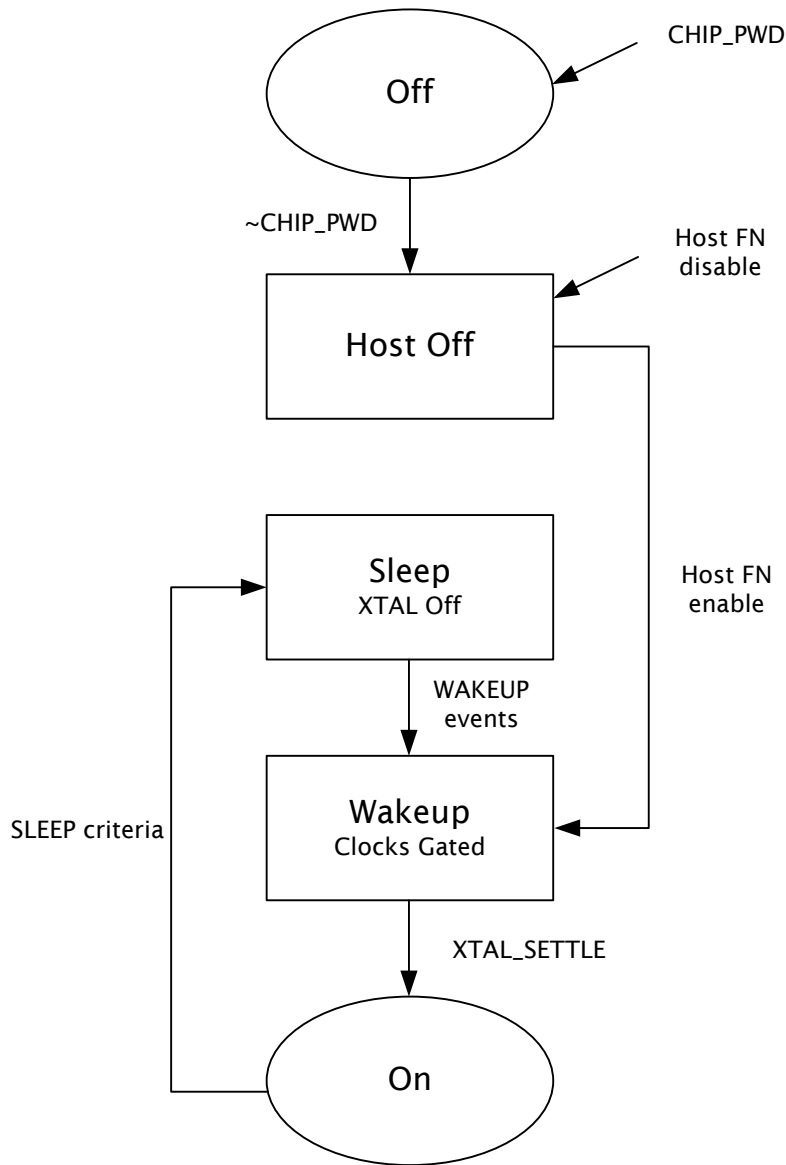 CHIP_PWD
Off
~CHIP_PWD
Host FN
disable
Host Off
Sleep
XTAL Off
Host FN
enable
WAKEUP
events
Wakeup
Clocks Gated
SLEEP criteria
XTAL_SETTLE
On